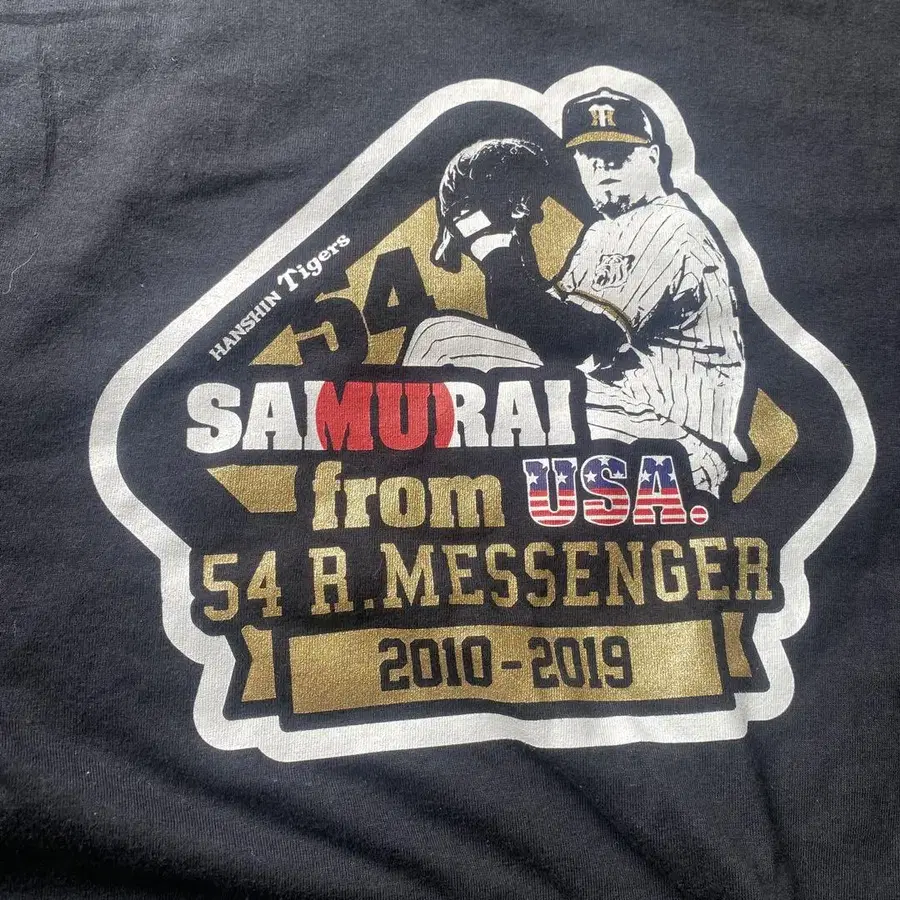 HANSHIN Tigers
54
SAMURAI
from USA.
54 R.MESSENGER
2010-2019